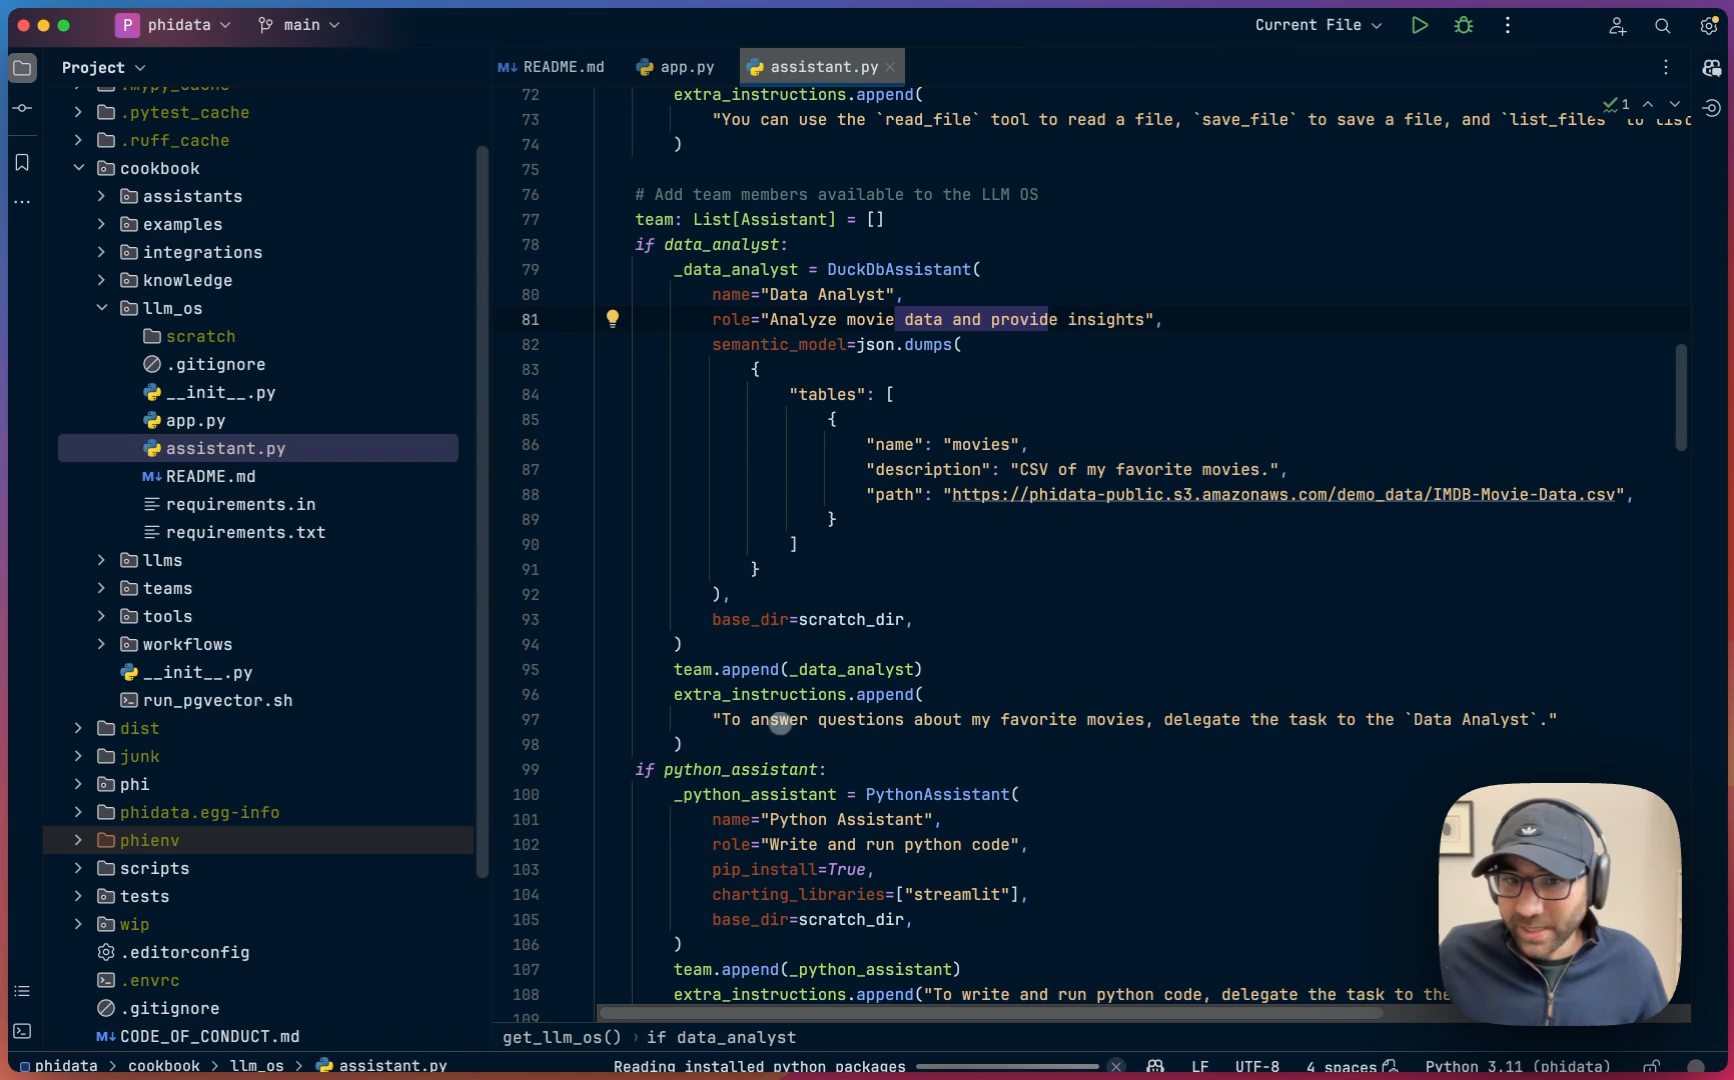 P phidata main Current File
Project
README.md app.py assistant.py
.mypy_cache
.pytest_cache
.ruff_cache
cookbook
assistants
examples
integrations
knowledge
llm_os
scratch
.gitignore
__init__.py
app.py
assistant.py
README.md
requirements.in
requirements.txt
llms
teams
tools
workflows
__init__.py
run_pgvector.sh
dist
junk
phi
phidata.egg-info
phienv
scripts
tests
wip
.editorconfig
.envrc
.gitignore
CODE_OF_CONDUCT.md
1
72 extra_instructions.append(
73 "You can use the `read_file` tool to read a file, `save_file` to save a file, and `list_files` to list
74 )
75
76 # Add team members available to the LLM OS
77 team: List[Assistant] = []
78 if data_analyst:
79 _data_analyst = DuckDbAssistant(
80 name="Data Analyst",
81 role="Analyze movie data and provide insights",
82 semantic_model=json.dumps(
83 {
84 "tables": [
85 {
86 "name": "movies",
87 "description": "CSV of my favorite movies.",
88 "path": "https://phidata-public.s3.amazonaws.com/demo_data/IMDB-Movie-Data.csv",
89 }
90 ]
91 }
92 ),
93 base_dir=scratch_dir,
94 )
95 team.append(_data_analyst)
96 extra_instructions.append(
97 "To answer questions about my favorite movies, delegate the task to the `Data Analyst`."
98 )
99 if python_assistant:
100 _python_assistant = PythonAssistant(
101 name="Python Assistant",
102 role="Write and run python code",
103 pip_install=True,
104 charting_libraries=["streamlit"],
105 base_dir=scratch_dir,
106 )
107 team.append(_python_assistant)
108 extra_instructions.append("To write and run python code, delegate the task to the
109
get_llm_os() › if data_analyst
phidata > cookbook > llm_os > assistant.py Reading installed python packages LF UTF-8 4 spaces Python 3.11 (phidata)